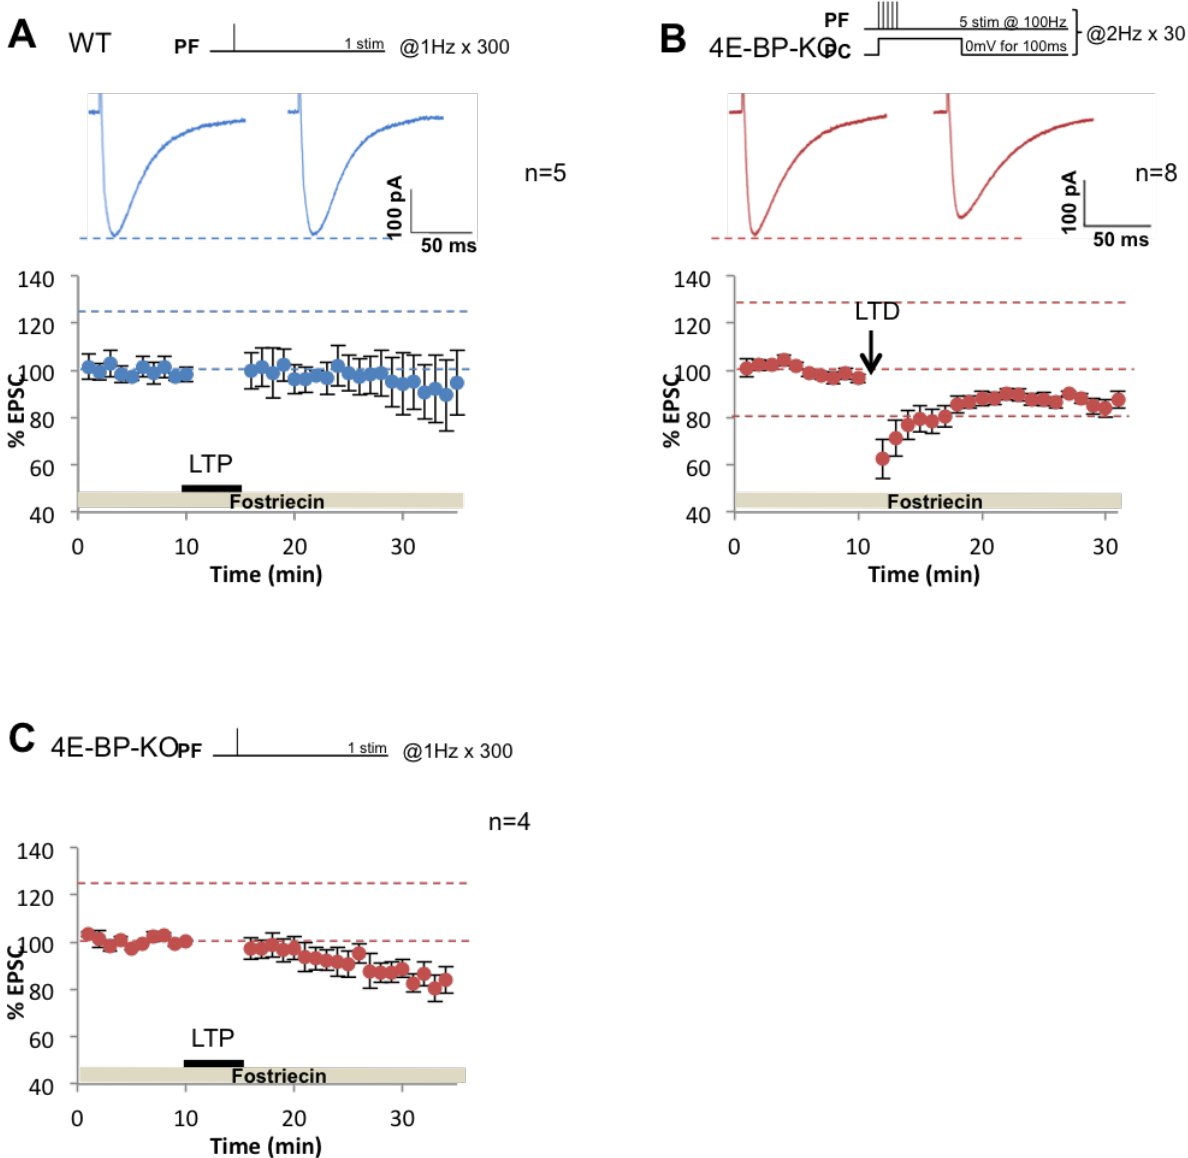 A
WT
PF
1 stim
@1Hz x 300
n=5
100 pA
50 ms
140
120
100
80
60
40
% EPSC
LTP
Fostriecin
0
10
20
30
Time (min)
B
4E-BP-KO
PF
5 stim @ 100Hz
PC
0mV for 100ms
@2Hz x 30
n=8
100 pA
50 ms
140
120
100
80
60
40
% EPSC
LTD
Fostriecin
0
10
20
30
Time (min)
C
4E-BP-KO
PF
1 stim
@1Hz x 300
n=4
140
120
100
80
60
40
% EPSC
LTP
Fostriecin
0
10
20
30
Time (min)